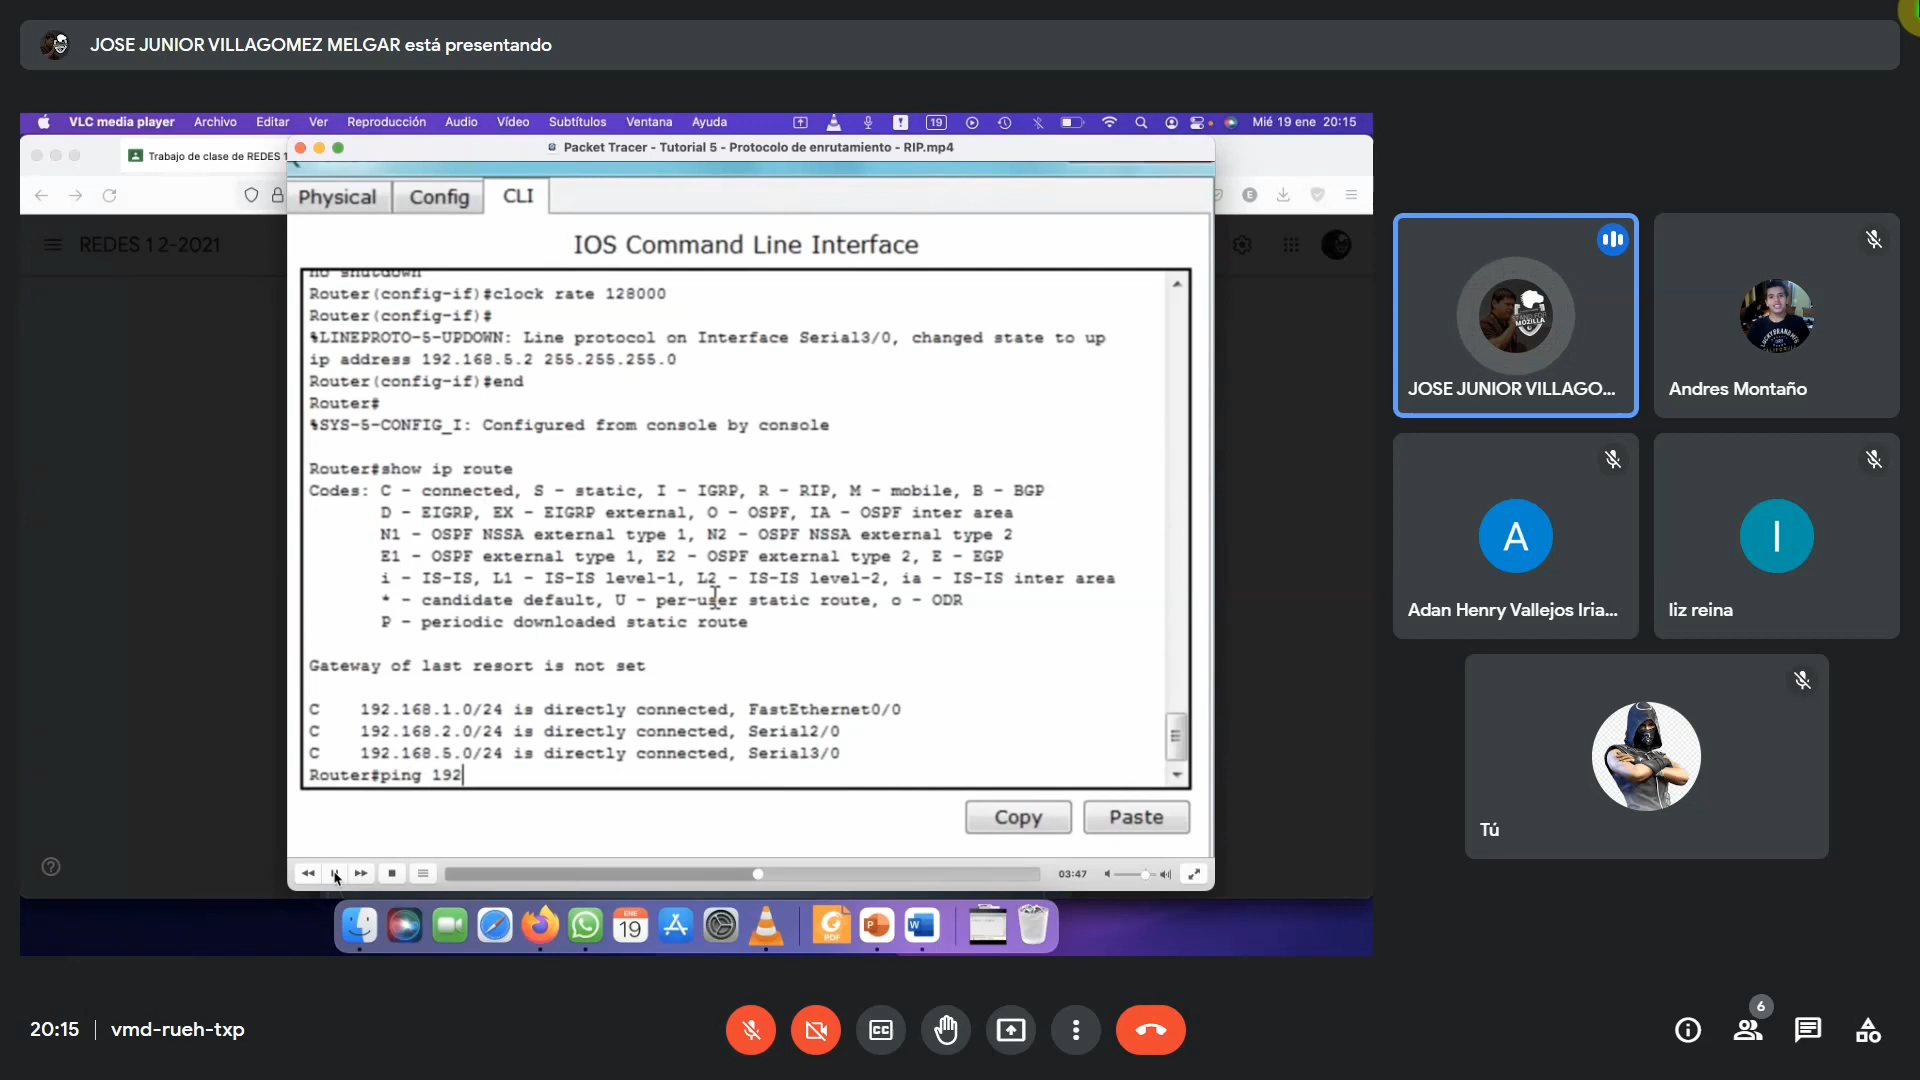 JOSE JUNIOR VILLAGOMEZ MELGAR está presentando
VLC media player Archivo Editar Ver Reproducción Audio Vídeo Subtítulos Ventana Ayuda 19 Mié 19 ene 20:15
Trabajo de clase de REDES 1
Packet Tracer - Tutorial 5 - Protocolo de enrutamiento - RIP.mp4
REDES 1 2-2021
E
Physical Config CLI
IOS Command Line Interface
no shutdown
Router(config-if)#clock rate 128000
Router(config-if)#
%LINEPROTO-5-UPDOWN: Line protocol on Interface Serial3/0, changed state to up
ip address 192.168.5.2 255.255.255.0
Router(config-if)#end
Router#
%SYS-5-CONFIG_I: Configured from console by console
Router#show ip route
Codes: C - connected, S - static, I - IGRP, R - RIP, M - mobile, B - BGP
D - EIGRP, EX - EIGRP external, O - OSPF, IA - OSPF inter area
N1 - OSPF NSSA external type 1, N2 - OSPF NSSA external type 2
E1 - OSPF external type 1, E2 - OSPF external type 2, E - EGP
i - IS-IS, L1 - IS-IS level-1, L2 - IS-IS level-2, ia - IS-IS inter area
* - candidate default, U - per-user static route, o - ODR
P - periodic downloaded static route
Gateway of last resort is not set
C 192.168.1.0/24 is directly connected, FastEthernet0/0
C 192.168.2.0/24 is directly connected, Serial2/0
C 192.168.5.0/24 is directly connected, Serial3/0
Router#ping 192
Copy Paste
03:47
ENE
19
PDF
P
W
JOSE JUNIOR VILLAGO...
Andres Montaño
A
Adan Henry Vallejos Iria...
I
liz reina
Tú
20:15 vmd-rueh-txp
CC
6